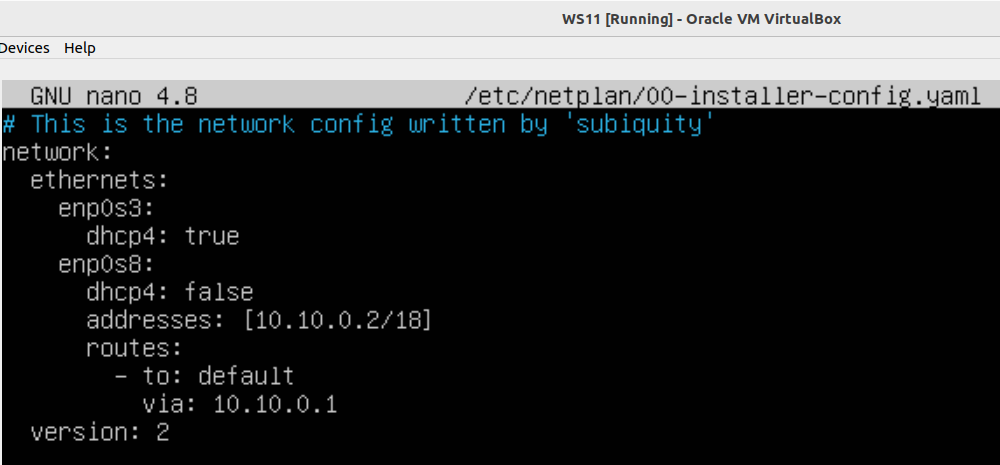 WS11 [Running] - Oracle VM VirtualBox
Devices Help
GNU nano 4.8 /etc/netplan/00-installer-config.yaml
# This is the network config written by 'subiquity'
network:
  ethernets:
    enp0s3:
      dhcp4: true
    enp0s8:
      dhcp4: false
      addresses: [10.10.0.2/18]
      routes:
        - to: default
          via: 10.10.0.1
  version: 2